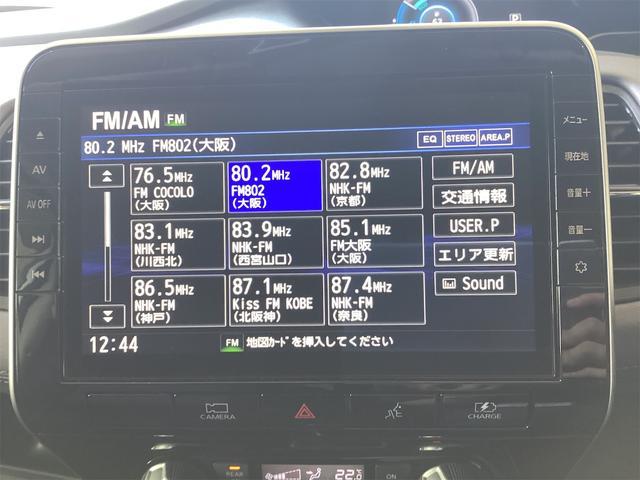 P
FM/AM FM
80.2 MHz FM802(大阪)
EQ STEREO AREA.P
76.5MHz
FM COCOLO
(大阪)
80.2MHz
FM802
(大阪)
82.8MHz
NHK-FM
(京都)
83.1MHz
NHK-FM
(川西北)
83.9MHz
NHK-FM
(西宮山口)
85.1MHz
FM大阪
(大阪)
86.5MHz
NHK-FM
(神戸)
87.1MHz
Kiss FM KOBE
(北阪神)
87.4MHz
NHK-FM
(奈良)
FM/AM
交通情報
USER.P
エリア更新
Sound
12:44
FM 地図ｶｰﾄﾞを挿入してください
AV
AV OFF
メニュー
現在地
音量＋
音量－
CAMERA
CHARGE
REAR
22.0
ON